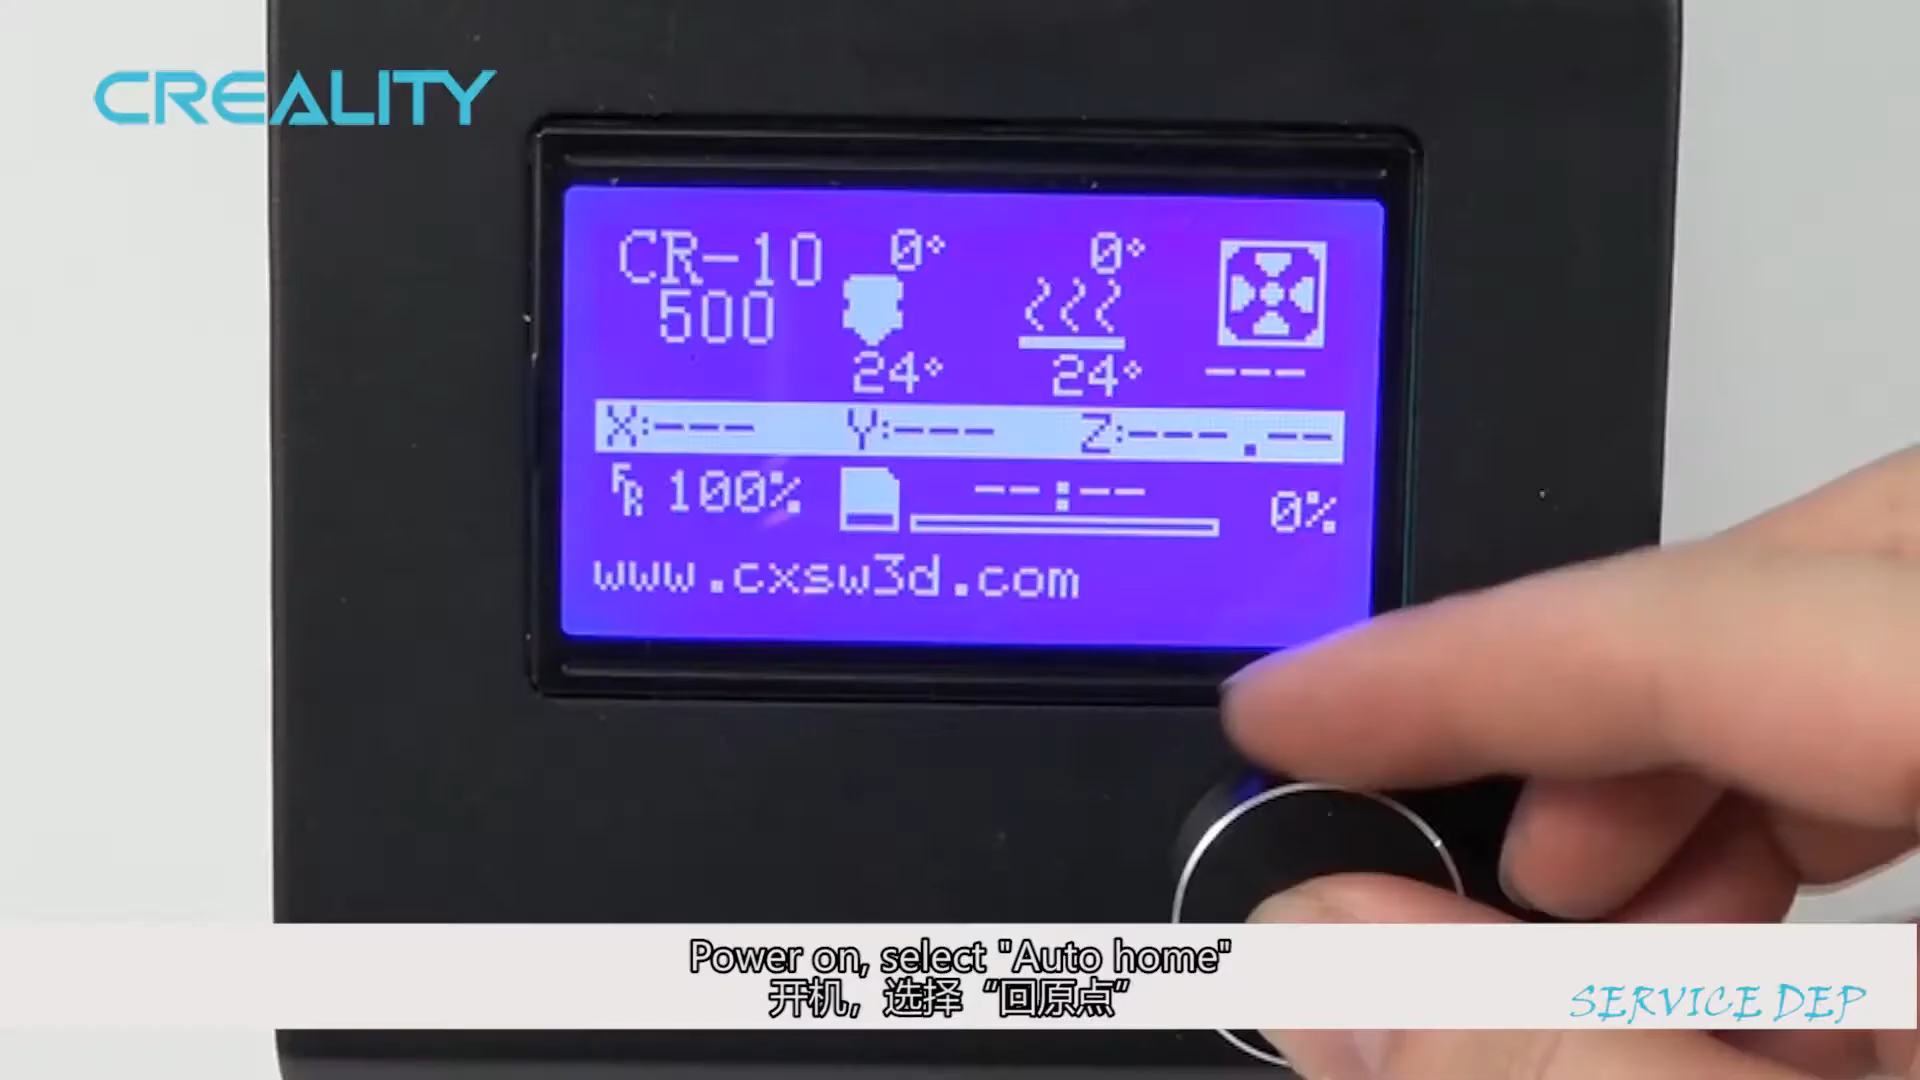 CREALITY
CR-10 0° 0°
500
24° 24° ---
X:--- Y:--- Z:---.--
FR 100% --:-- 0%
www.cxsw3d.com
Power on, select "Auto home"
开机，选择“回原点”
SERVICE DEP